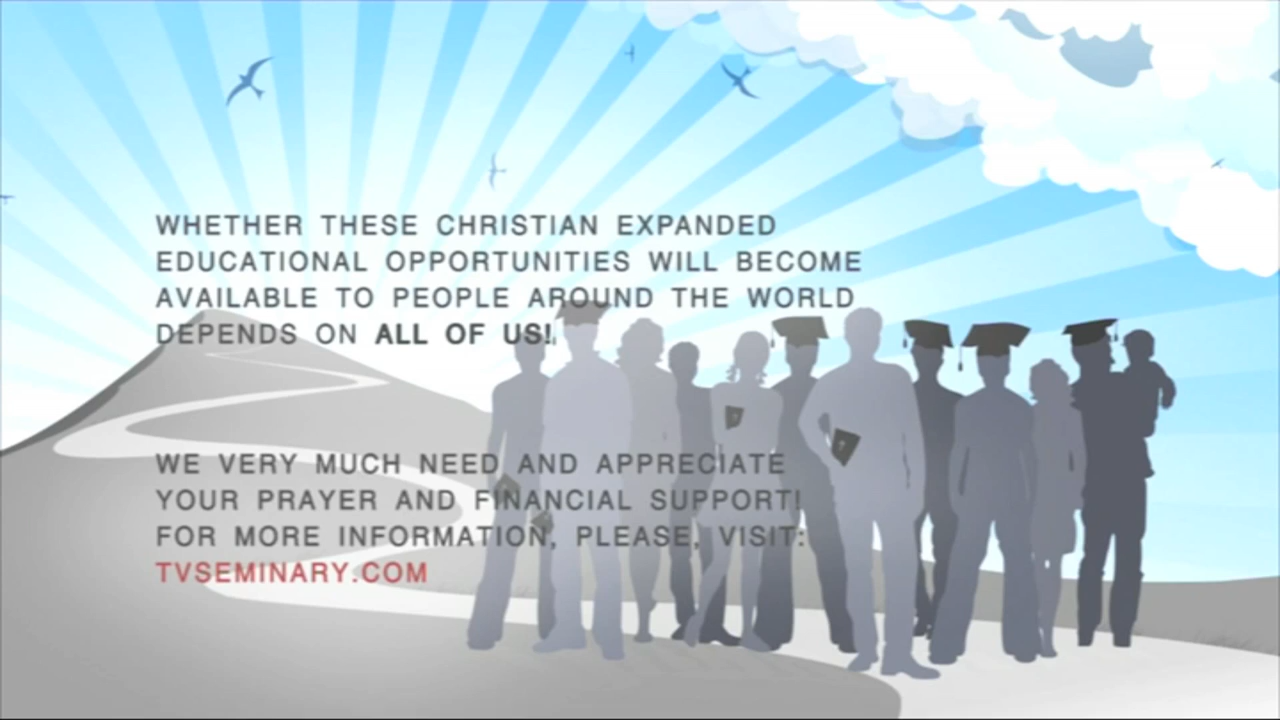 WHETHER THESE CHRISTIAN EXPANDED
EDUCATIONAL OPPORTUNITIES WILL BECOME
AVAILABLE TO PEOPLE AROUND THE WORLD
DEPENDS ON ALL OF US!
WE VERY MUCH NEED AND APPRECIATE
YOUR PRAYER AND FINANCIAL SUPPORT!
FOR MORE INFORMATION, PLEASE, VISIT:
TVSEMINARY.COM